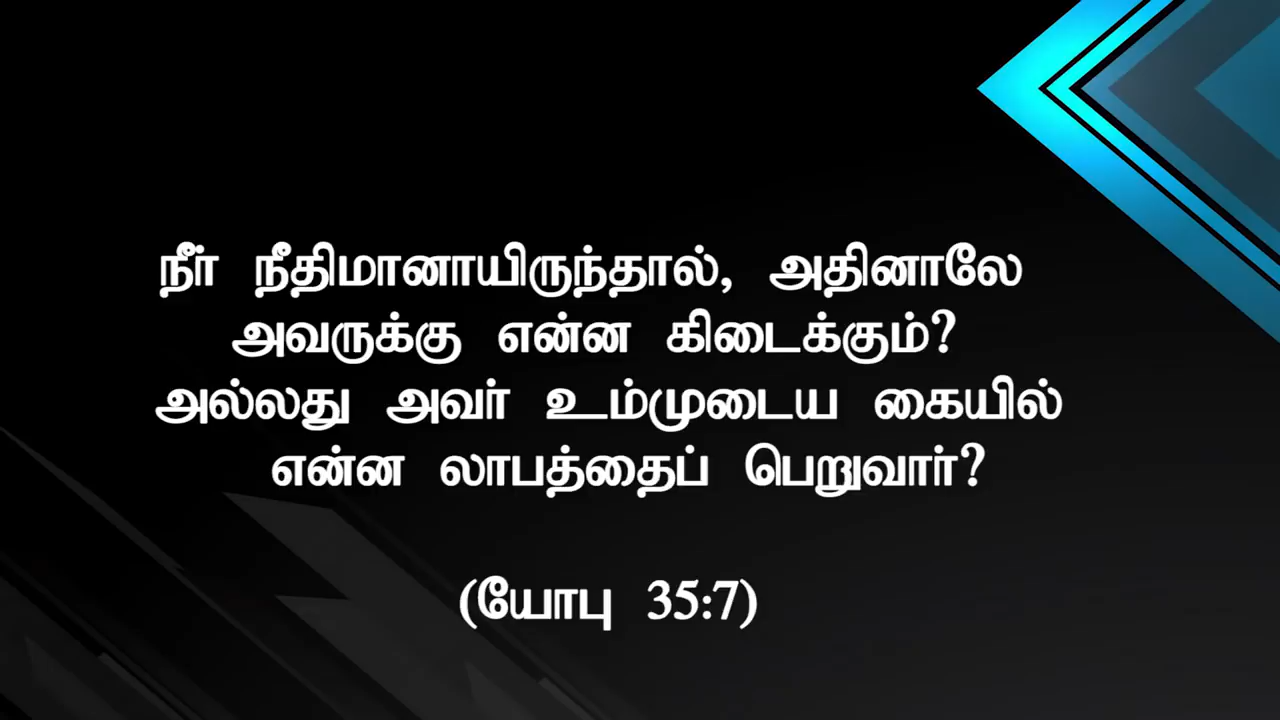 நீர் நீதிமானாயிருந்தால், அதினாலே
அவருக்கு என்ன கிடைக்கும்?
அல்லது அவர் உம்முடைய கையில்
என்ன லாபத்தைப் பெறுவார்?
(யோபு 35:7)